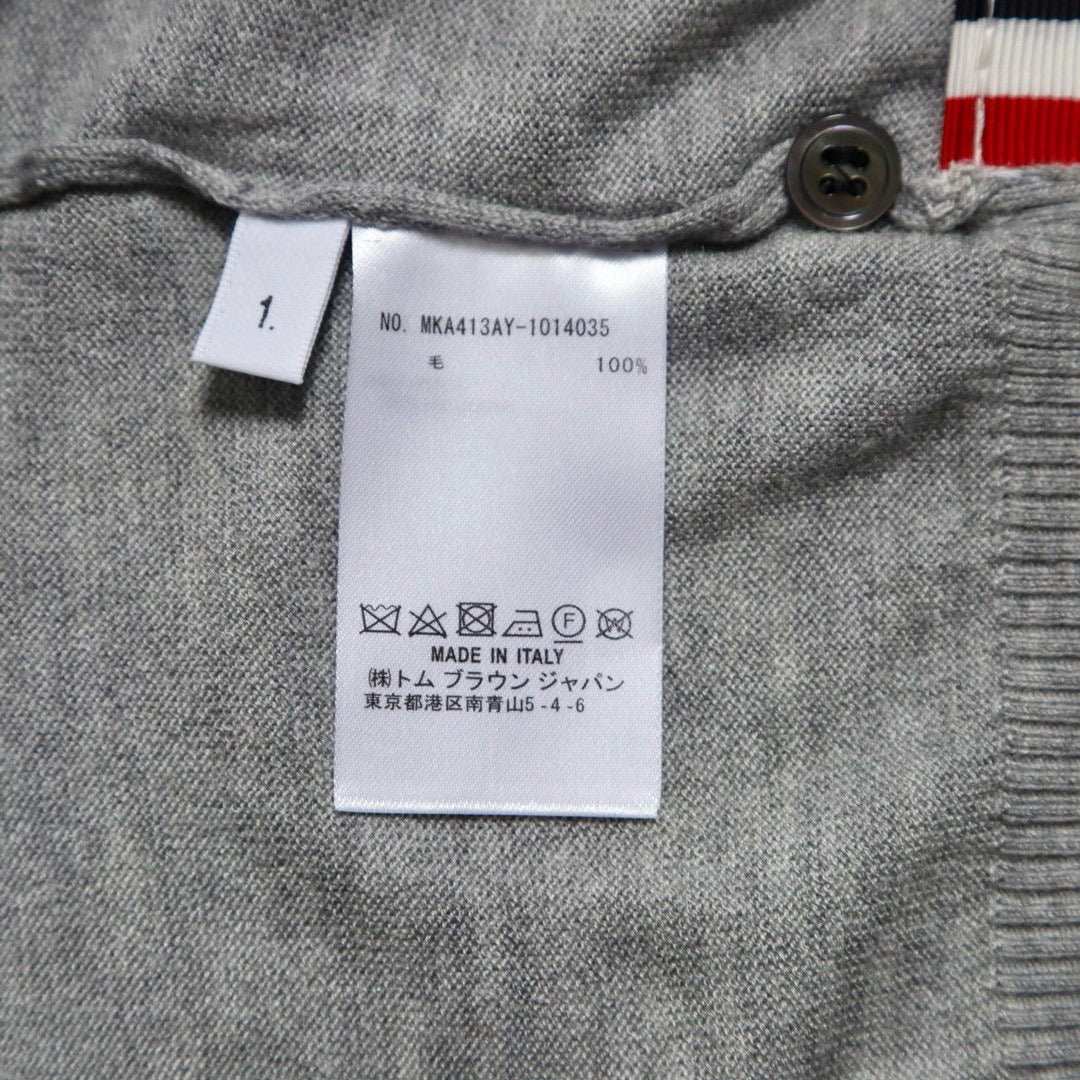 1.
NO. MKA413AY-1014035
毛 100%
F W
MADE IN ITALY
㈱トム ブラウン ジャパン
東京都港区南青山5-4-6